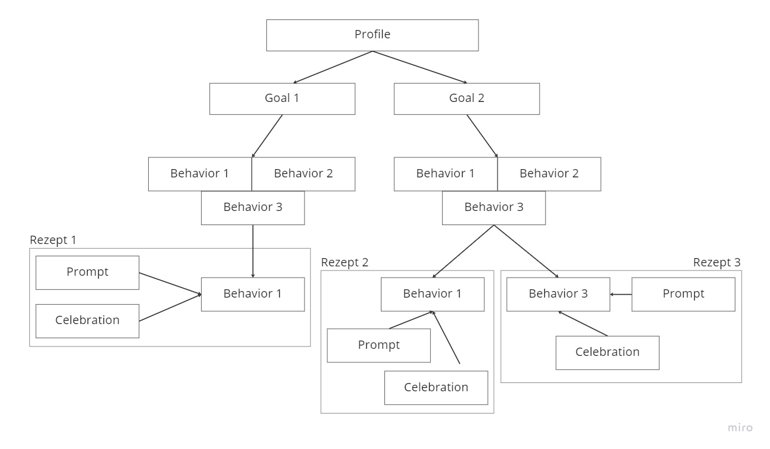 Profile
Goal 1
Goal 2
Behavior 1
Behavior 2
Behavior 3
Behavior 1
Behavior 2
Behavior 3
Rezept 1
Prompt
Celebration
Behavior 1
Rezept 2
Behavior 1
Prompt
Celebration
Rezept 3
Behavior 3
Prompt
Celebration
miro